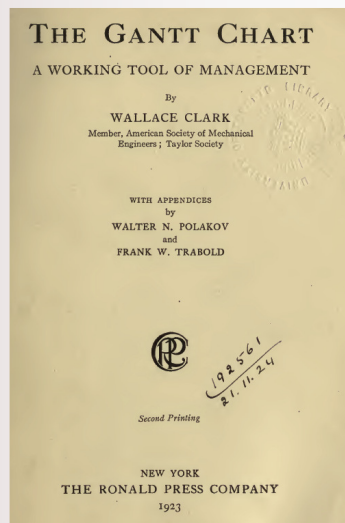 THE GANTT CHART
A WORKING TOOL OF MANAGEMENT
By
WALLACE CLARK
Member, American Society of Mechanical
Engineers; Taylor Society
WITH APPENDICES
by
WALTER N. POLAKOV
and
FRANK W. TRABOLD
192561
21. 11. 24
Second Printing
NEW YORK
THE RONALD PRESS COMPANY
1923